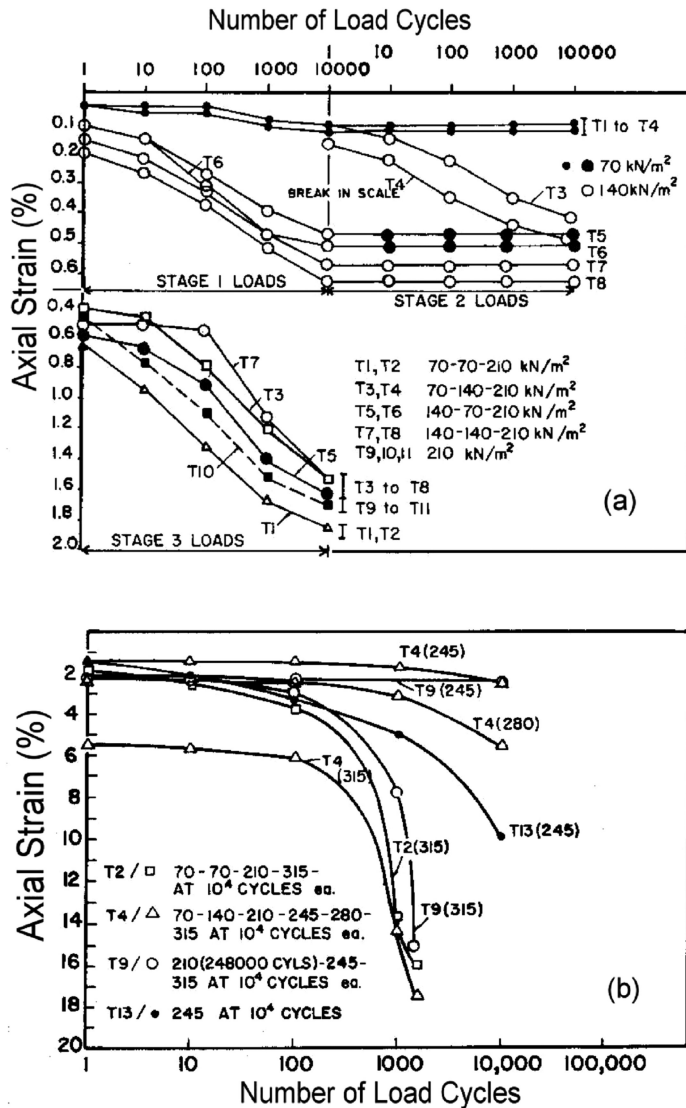 Number of Load Cycles
1 10 100 1000 10000 10 100 1000 10000
1
Axial Strain (%)
0.1
0.2
0.3
0.4
0.5
0.6
T1 to T4
T6
BREAK IN SCALE
T4
T3
70 kN/m²
140kN/m²
T5
T6
T7
T8
STAGE 1 LOADS
STAGE 2 LOADS
0.4
0.6
0.8
1.0
1.2
1.4
1.6
1.8
2.0
T7
T3
T5
T10
T1
T1,T2 70-70-210 kN/m²
T3,T4 70-140-210 kN/m²
T5,T6 140-70-210 kN/m²
T7,T8 140-140-210 kN/m²
T9,10,11 210 kN/m²
T3 to T8
T9 to T11
T1,T2
(a)
STAGE 3 LOADS
Axial Strain (%)
2
4
6
8
10
12
14
16
18
20
T4(245)
T9(245)
T4(280)
T4
(315)
T13(245)
T2(315)
T9(315)
T2/ 70-70-210-315-
AT 10⁴ CYCLES ea.
T4/ 70-140-210-245-280-
315 AT 10⁴ CYCLES ea.
T9/ 210(248000 CYLS)-245-
315 AT 10⁴ CYCLES ea.
T13/ 245 AT 10⁴ CYCLES
(b)
1 10 100 1000 10,000 100,000
Number of Load Cycles